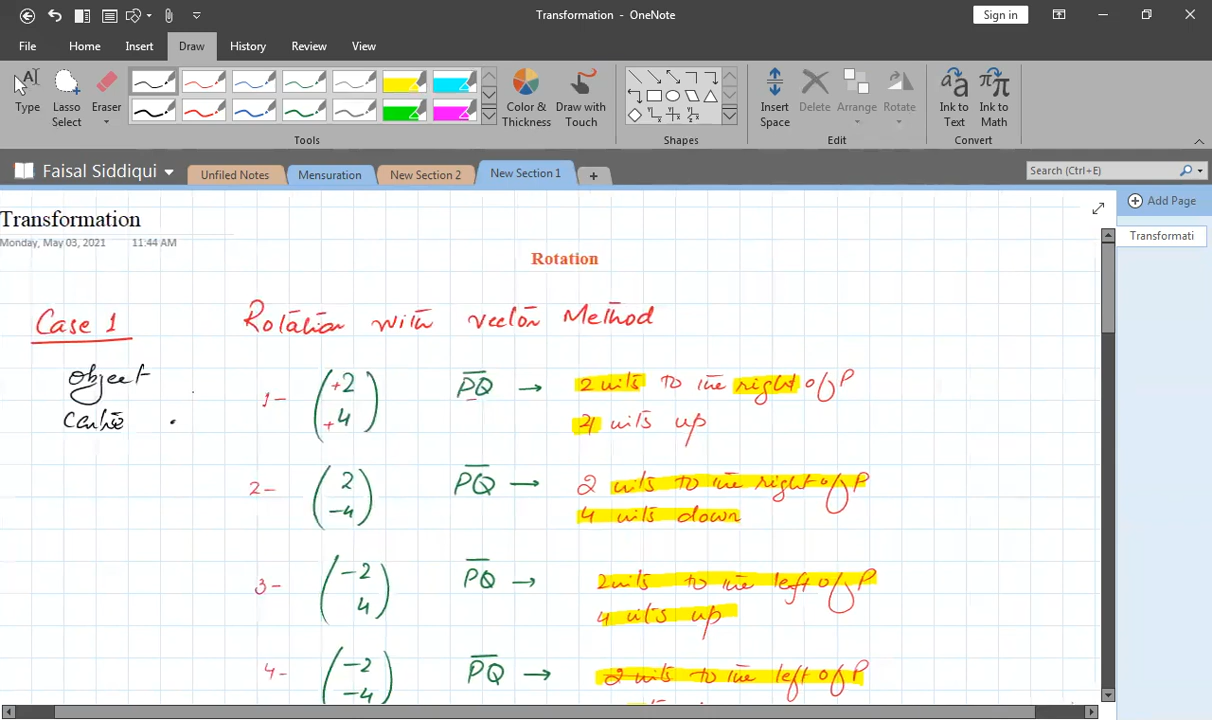 Transformation - OneNote
Sign in
File Home Insert Draw History Review View
Type Lasso Select Eraser Color & Thickness Draw with Touch Insert Space Delete Arrange Rotate Ink to Text Ink to Math
Tools Shapes Edit Convert
Faisal Siddiqui Unfiled Notes Mensuration New Section 2 New Section 1 + Search (Ctrl+E)
Add Page
Transformati
Transformation
Monday, May 03, 2021 11:44 AM
Rotation
Case 1 Rotation with vector Method
object
Centre
1- (+2 +4) PQ → 2 units to the right of P
4 units up
2- (2 -4) PQ → 2 units to the right of P
4 units down
3- (-2 4) PQ → 2 units to the left of P
4 units up
4- (-2 -4) PQ → 2 units to the left of P